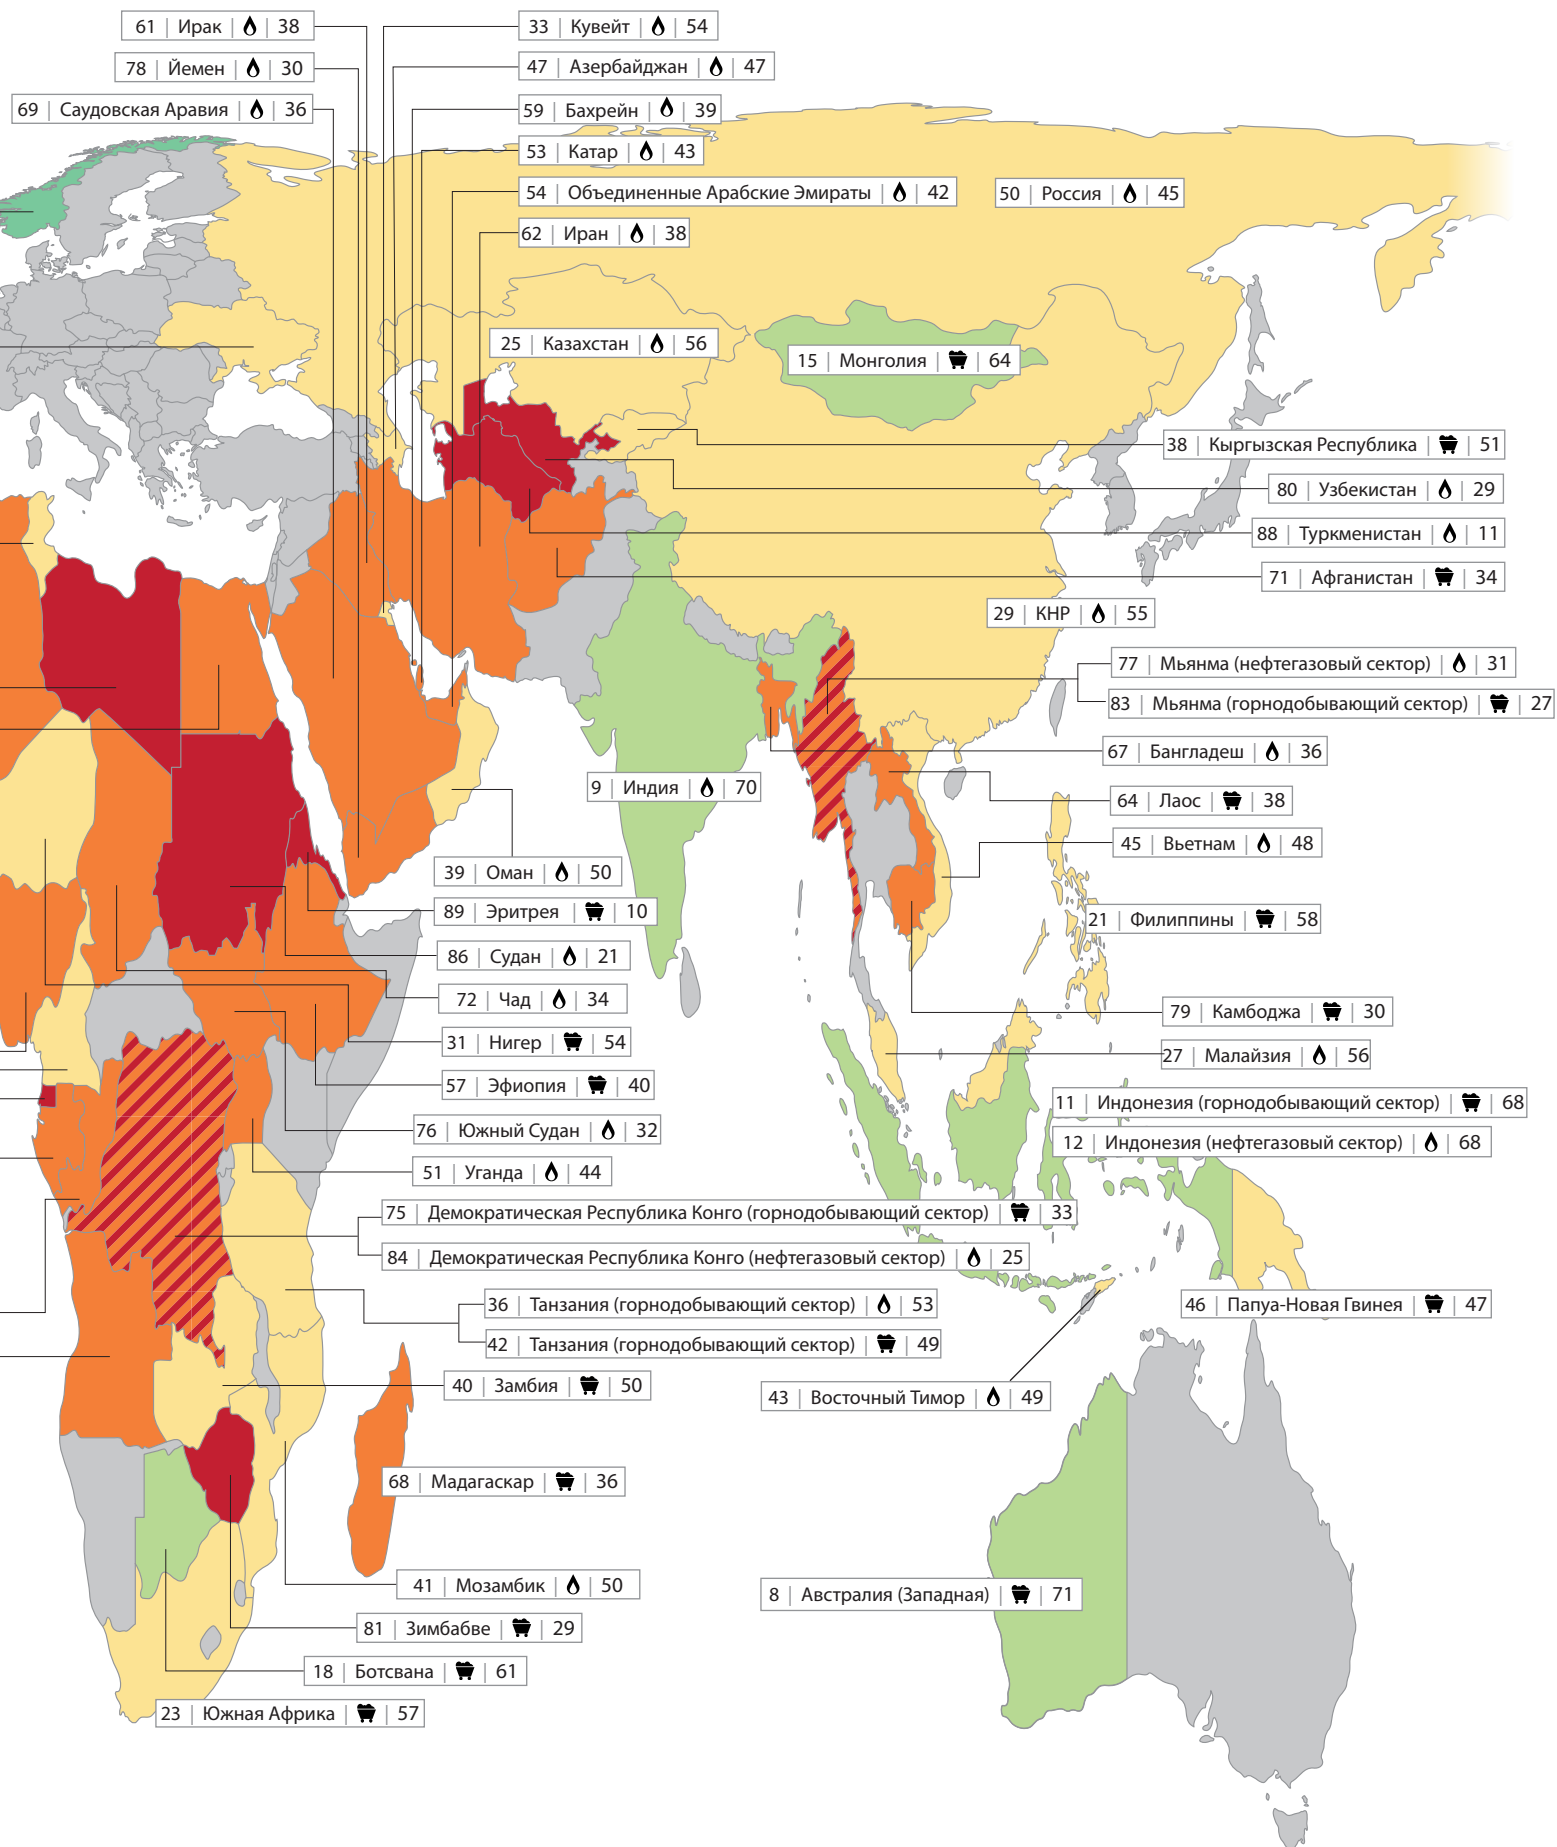 61 | Ирак | 38
33 | Кувейт | 54
78 | Йемен | 30
47 | Азербайджан | 47
69 | Саудовская Аравия | 36
59 | Бахрейн | 39
53 | Катар | 43
54 | Объединенные Арабские Эмираты | 42
50 | Россия | 45
62 | Иран | 38
25 | Казахстан | 56
15 | Монголия | 64
38 | Кыргызская Республика | 51
80 | Узбекистан | 29
88 | Туркменистан | 11
71 | Афганистан | 34
29 | КНР | 55
77 | Мьянма (нефтегазовый сектор) | 31
83 | Мьянма (горнодобывающий сектор) | 27
67 | Бангладеш | 36
9 | Индия | 70
64 | Лаос | 38
45 | Вьетнам | 48
39 | Оман | 50
89 | Эритрея | 10
21 | Филиппины | 58
86 | Судан | 21
72 | Чад | 34
79 | Камбоджа | 30
31 | Нигер | 54
27 | Малайзия | 56
57 | Эфиопия | 40
11 | Индонезия (горнодобывающий сектор) | 68
76 | Южный Судан | 32
12 | Индонезия (нефтегазовый сектор) | 68
51 | Уганда | 44
75 | Демократическая Республика Конго (горнодобывающий сектор) | 33
84 | Демократическая Республика Конго (нефтегазовый сектор) | 25
36 | Танзания (горнодобывающий сектор) | 53
46 | Папуа-Новая Гвинея | 47
42 | Танзания (горнодобывающий сектор) | 49
40 | Замбия | 50
43 | Восточный Тимор | 49
68 | Мадагаскар | 36
41 | Мозамбик | 50
8 | Австралия (Западная) | 71
81 | Зимбабве | 29
18 | Ботсвана | 61
23 | Южная Африка | 57